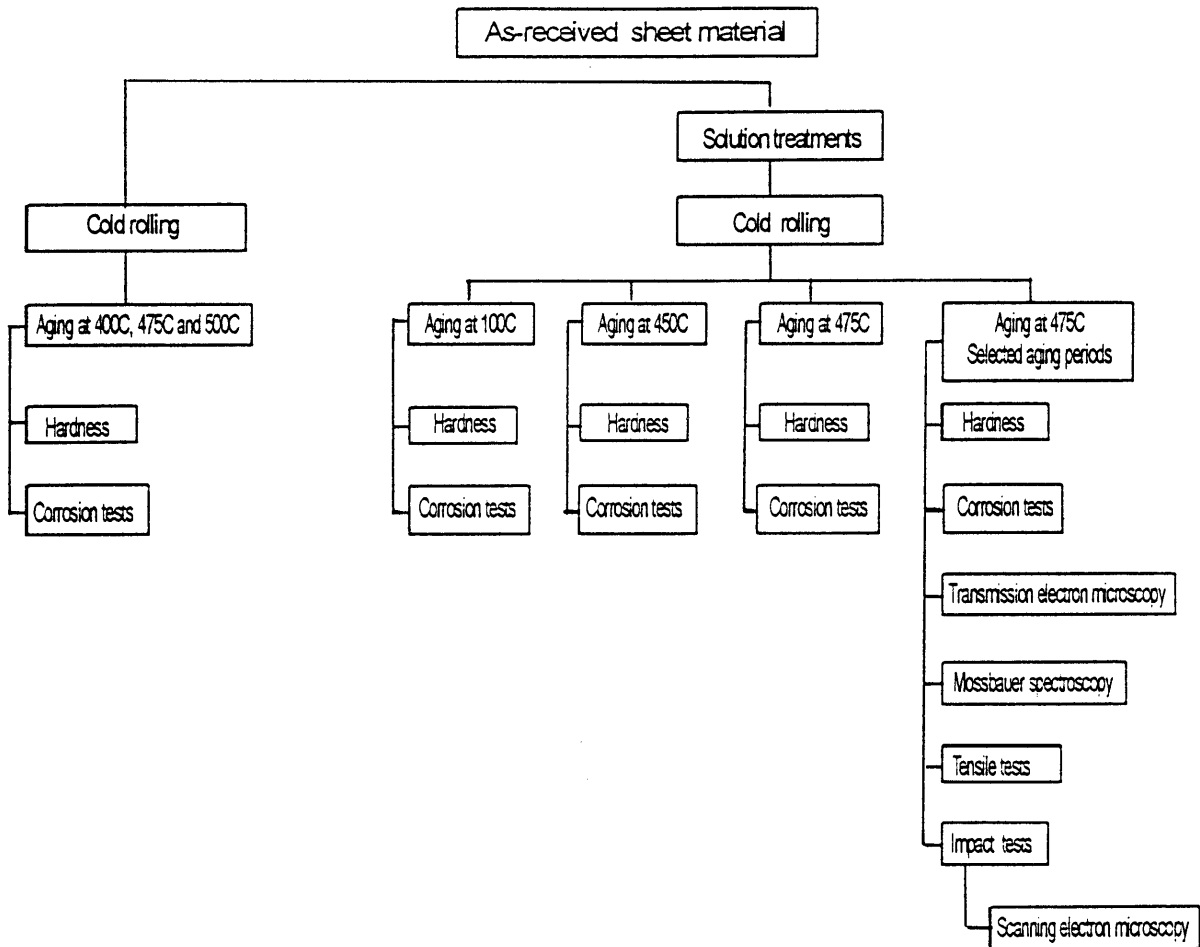 As-received sheet material
Solution treatments
Cold rolling
Cold rolling
Aging at 400C, 475C and 500C
Hardness
Corrosion tests
Aging at 100C
Hardness
Corrosion tests
Aging at 450C
Hardness
Corrosion tests
Aging at 475C
Hardness
Corrosion tests
Aging at 475C
Selected aging periods
Hardness
Corrosion tests
Transmission electron microscopy
Mossbauer spectroscopy
Tensile tests
Impact tests
Scanning electron microscopy